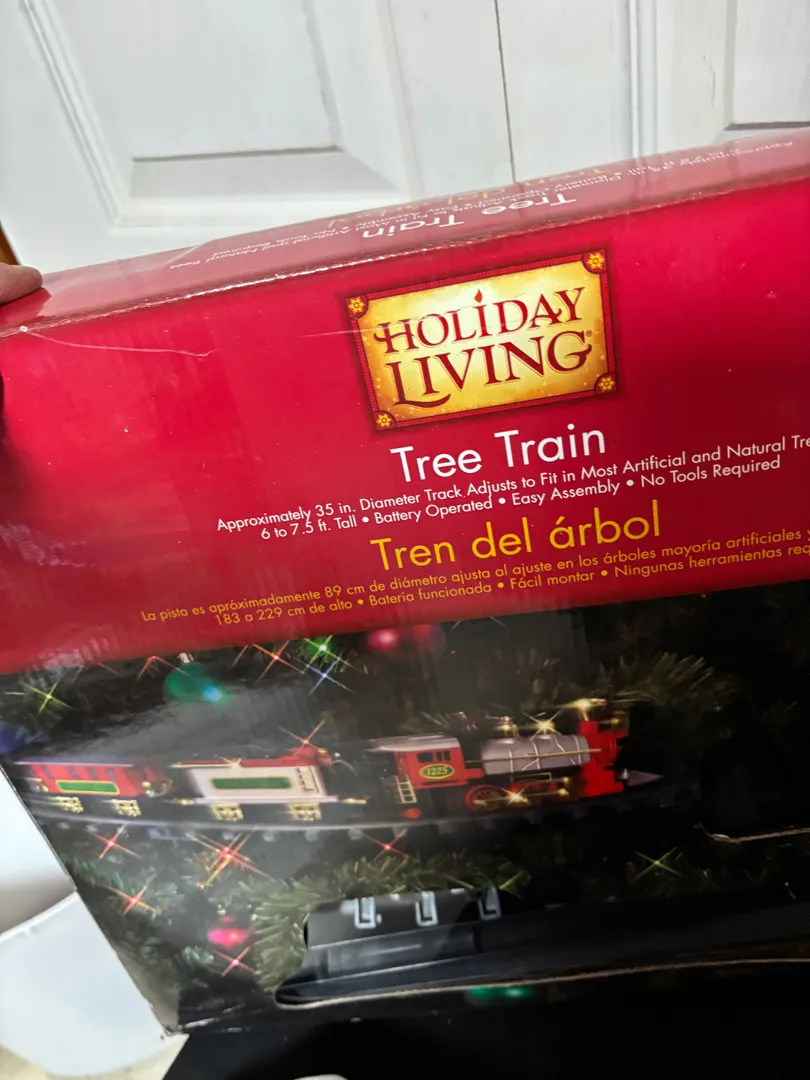 Tree Train
HOLIDAY
LIVING®
Tree Train
Approximately 35 in. Diameter Track Adjusts to Fit in Most Artificial and Natural Tre
6 to 7.5 ft. Tall • Battery Operated • Easy Assembly • No Tools Required
Tren del árbol
La pista es apróximadamente 89 cm de diámetro ajusta al ajuste en los árboles mayoría artificiales y
183 a 229 cm de alto • Batería funcionada • Fácil montar • Ningunas herramientas req
1225